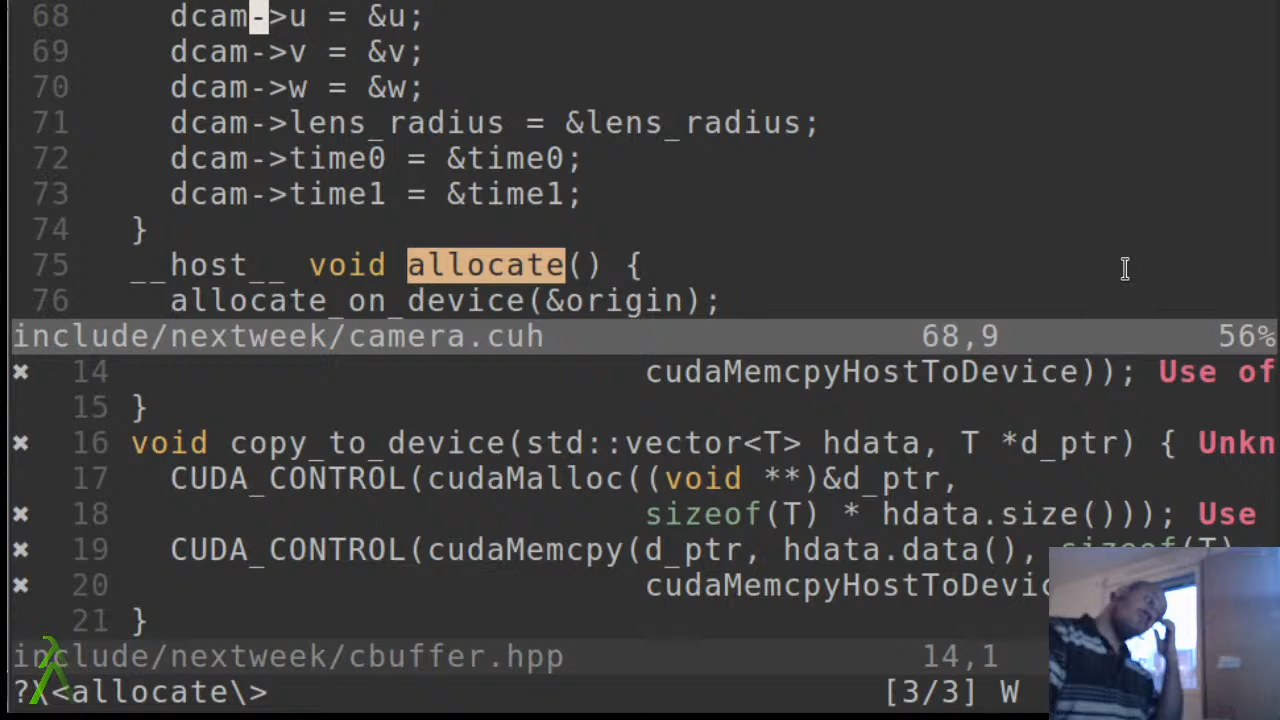 68 dcam->u = &u;
69 dcam->v = &v;
70 dcam->w = &w;
71 dcam->lens_radius = &lens_radius;
72 dcam->time0 = &time0;
73 dcam->time1 = &time1;
74 }
75 __host__ void allocate() {
76 allocate_on_device(&origin);
include/nextweek/camera.cuh 68,9 56%
✖ 14 cudaMemcpyHostToDevice)); Use of
15 }
✖ 16 void copy_to_device(std::vector<T> hdata, T *d_ptr) { Unkn
17 CUDA_CONTROL(cudaMalloc((void **)&d_ptr,
✖ 18 sizeof(T) * hdata.size())); Use
✖ 19 CUDA_CONTROL(cudaMemcpy(d_ptr, hdata.data(), sizeof(T)
✖ 20 cudaMemcpyHostToDevic
21 }
include/nextweek/cbuffer.hpp 14,1
?\<allocate\> [3/3] W